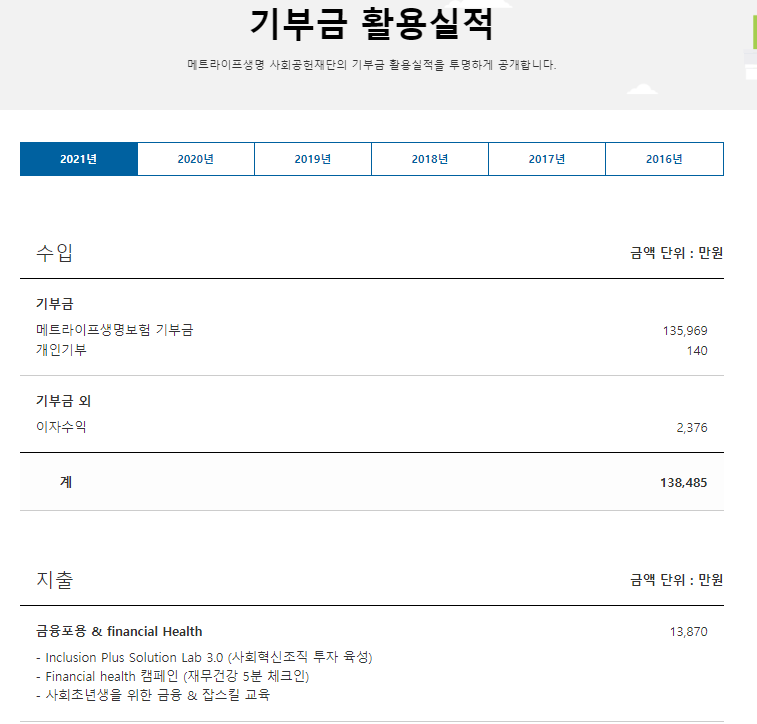 기부금 활용실적
메트라이프생명 사회공헌재단의 기부금 활용실적을 투명하게 공개합니다.
2021년 2020년 2019년 2018년 2017년 2016년
수입 금액 단위 : 만원
기부금
메트라이프생명보험 기부금 135,969
개인기부 140
기부금 외
이자수익 2,376
계 138,485
지출 금액 단위 : 만원
금융포용 & financial Health 13,870
- Inclusion Plus Solution Lab 3.0 (사회혁신조직 투자 육성)
- Financial health 캠페인 (재무건강 5분 체크인)
- 사회초년생을 위한 금융 & 잡스킬 교육